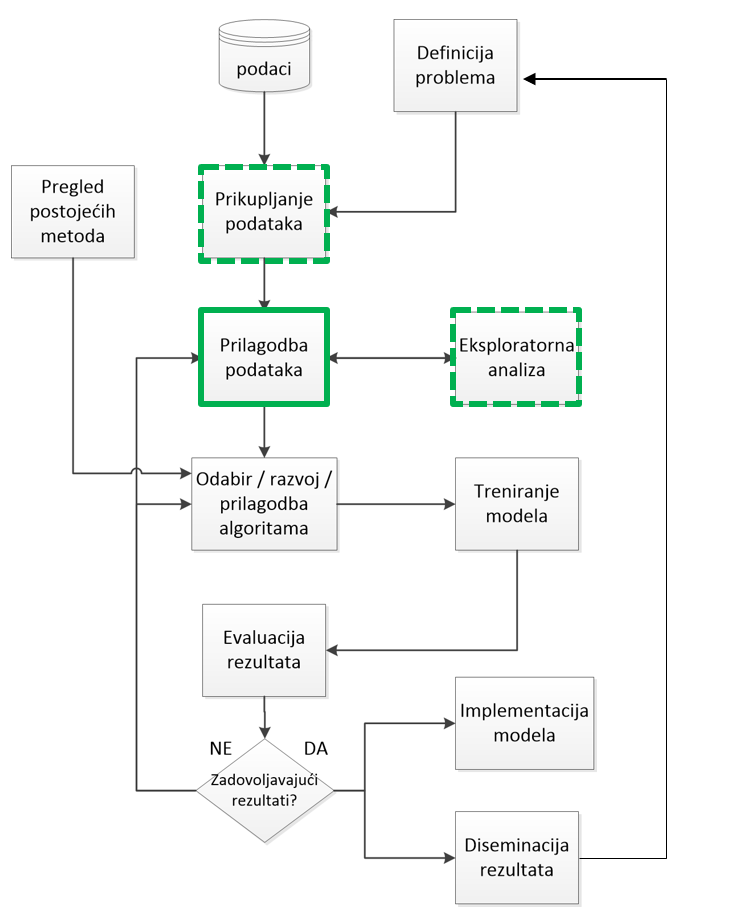 podaci
Definicija
problema
Pregled
postojećih
metoda
Prikupljanje
podataka
Prilagodba
podataka
Eksploratorna
analiza
Odabir / razvoj /
prilagodba
algoritama
Treniranje
modela
Evaluacija
rezultata
NE
DA
Zadovoljavajući
rezultati?
Implementacija
modela
Diseminacija
rezultata